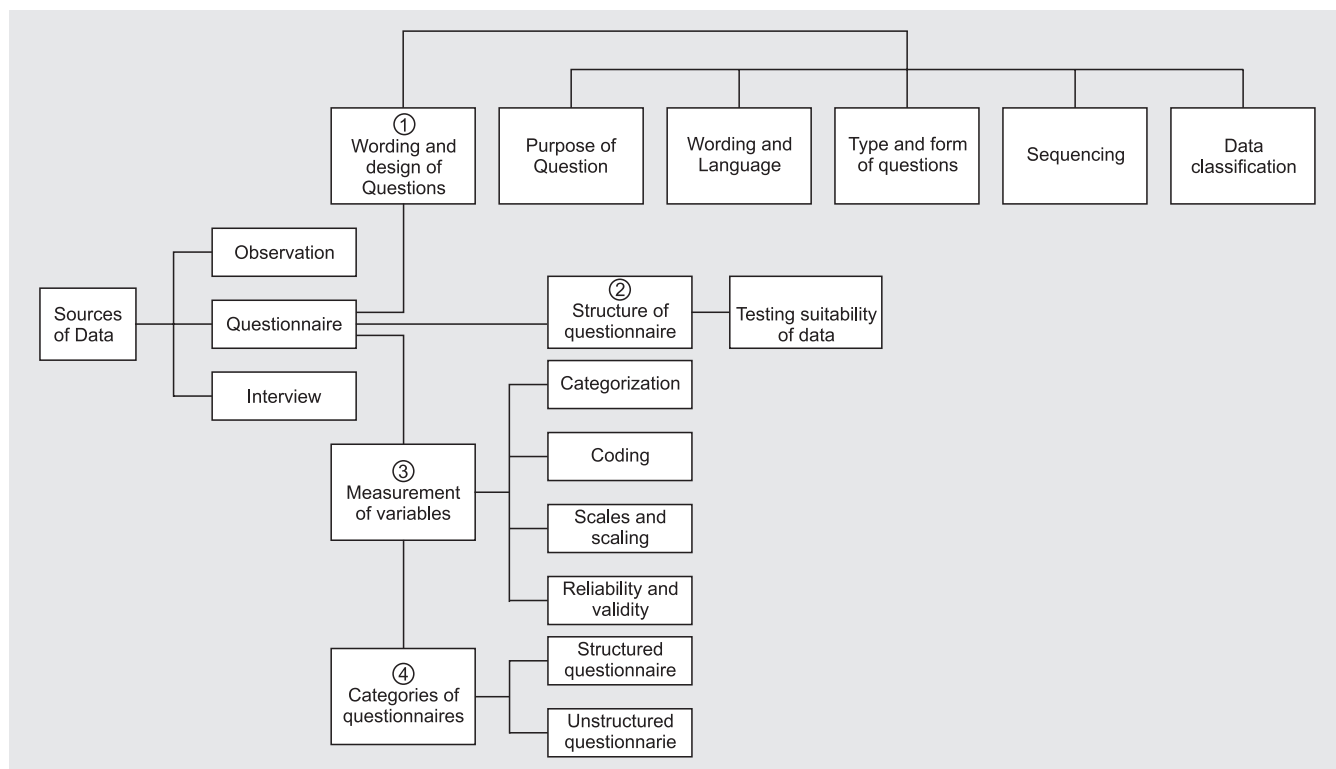 ①
Wording and
design of
Questions
Purpose of
Question
Wording and
Language
Type and form
of questions
Sequencing
Data
classification
Observation
Sources
of Data
Questionnaire
Interview
②
Structure of
questionnaire
Testing suitability
of data
Categorization
Coding
Scales and
scaling
Reliability and
validity
③
Measurement
of variables
④
Categories of
questionnaires
Structured
questionnaire
Unstructured
questionnarie